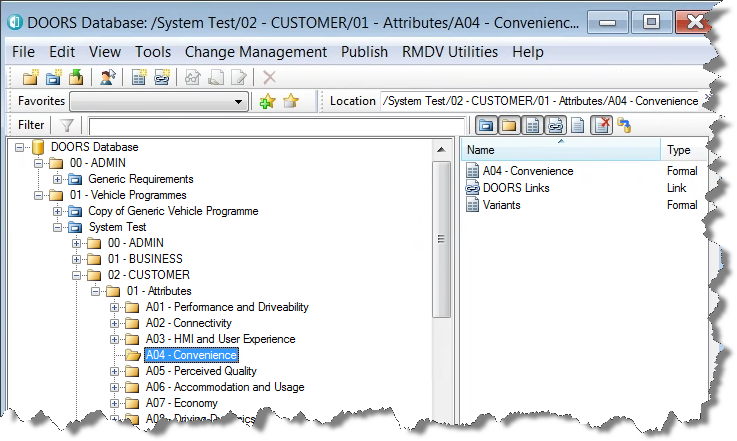 DOORS Database: /System Test/02 - CUSTOMER/01 - Attributes/A04 - Convenienc...
File Edit View Tools Change Management Publish RMDV Utilities Help
Favorites Location /System Test/02 - CUSTOMER/01 - Attributes/A04 - Convenience
Filter
DOORS Database
00 - ADMIN
Generic Requirements
01 - Vehicle Programmes
Copy of Generic Vehicle Programme
System Test
00 - ADMIN
01 - BUSINESS
02 - CUSTOMER
01 - Attributes
A01 - Perfomance and Driveability
A02 - Connectivity
A03 - HMI and User Experience
A04 - Convenience
A05 - Perceived Quality
A06 - Accommodation and Usage
A07 - Economy
A08 - Driving Dynamics
Name Type
A04 - Convenience Formal
DOORS Links Link
Variants Formal